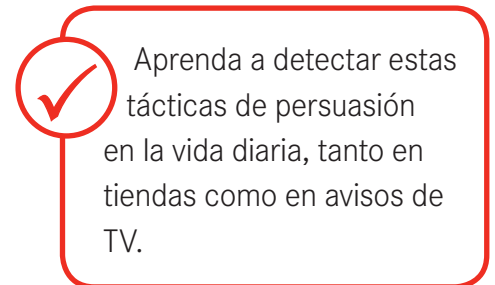 Aprenda a detectar estas
tácticas de persuasión
en la vida diaria, tanto en
tiendas como en avisos de
TV.